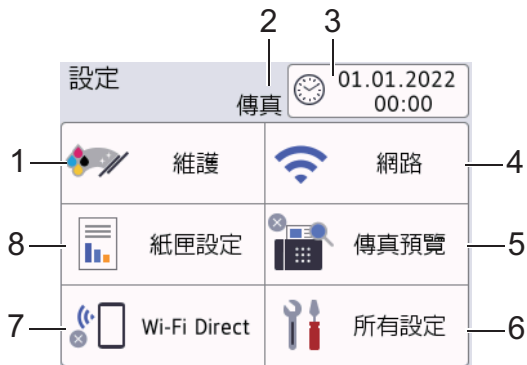 2 3
設定
傳真
01.01.2022
00:00
1 維護 網路 4
8 紙匣設定 傳真預覽 5
7 Wi-Fi Direct 所有設定 6